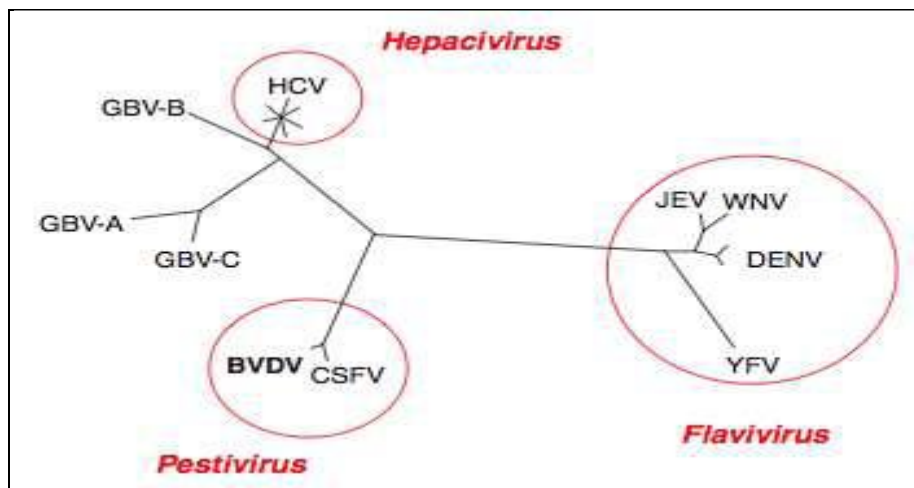 Hepacivirus
HCV
GBV-B
JEV WNV
GBV-A
GBV-C
DENV
BVDV
CSFV
YFV
Flavivirus
Pestivirus